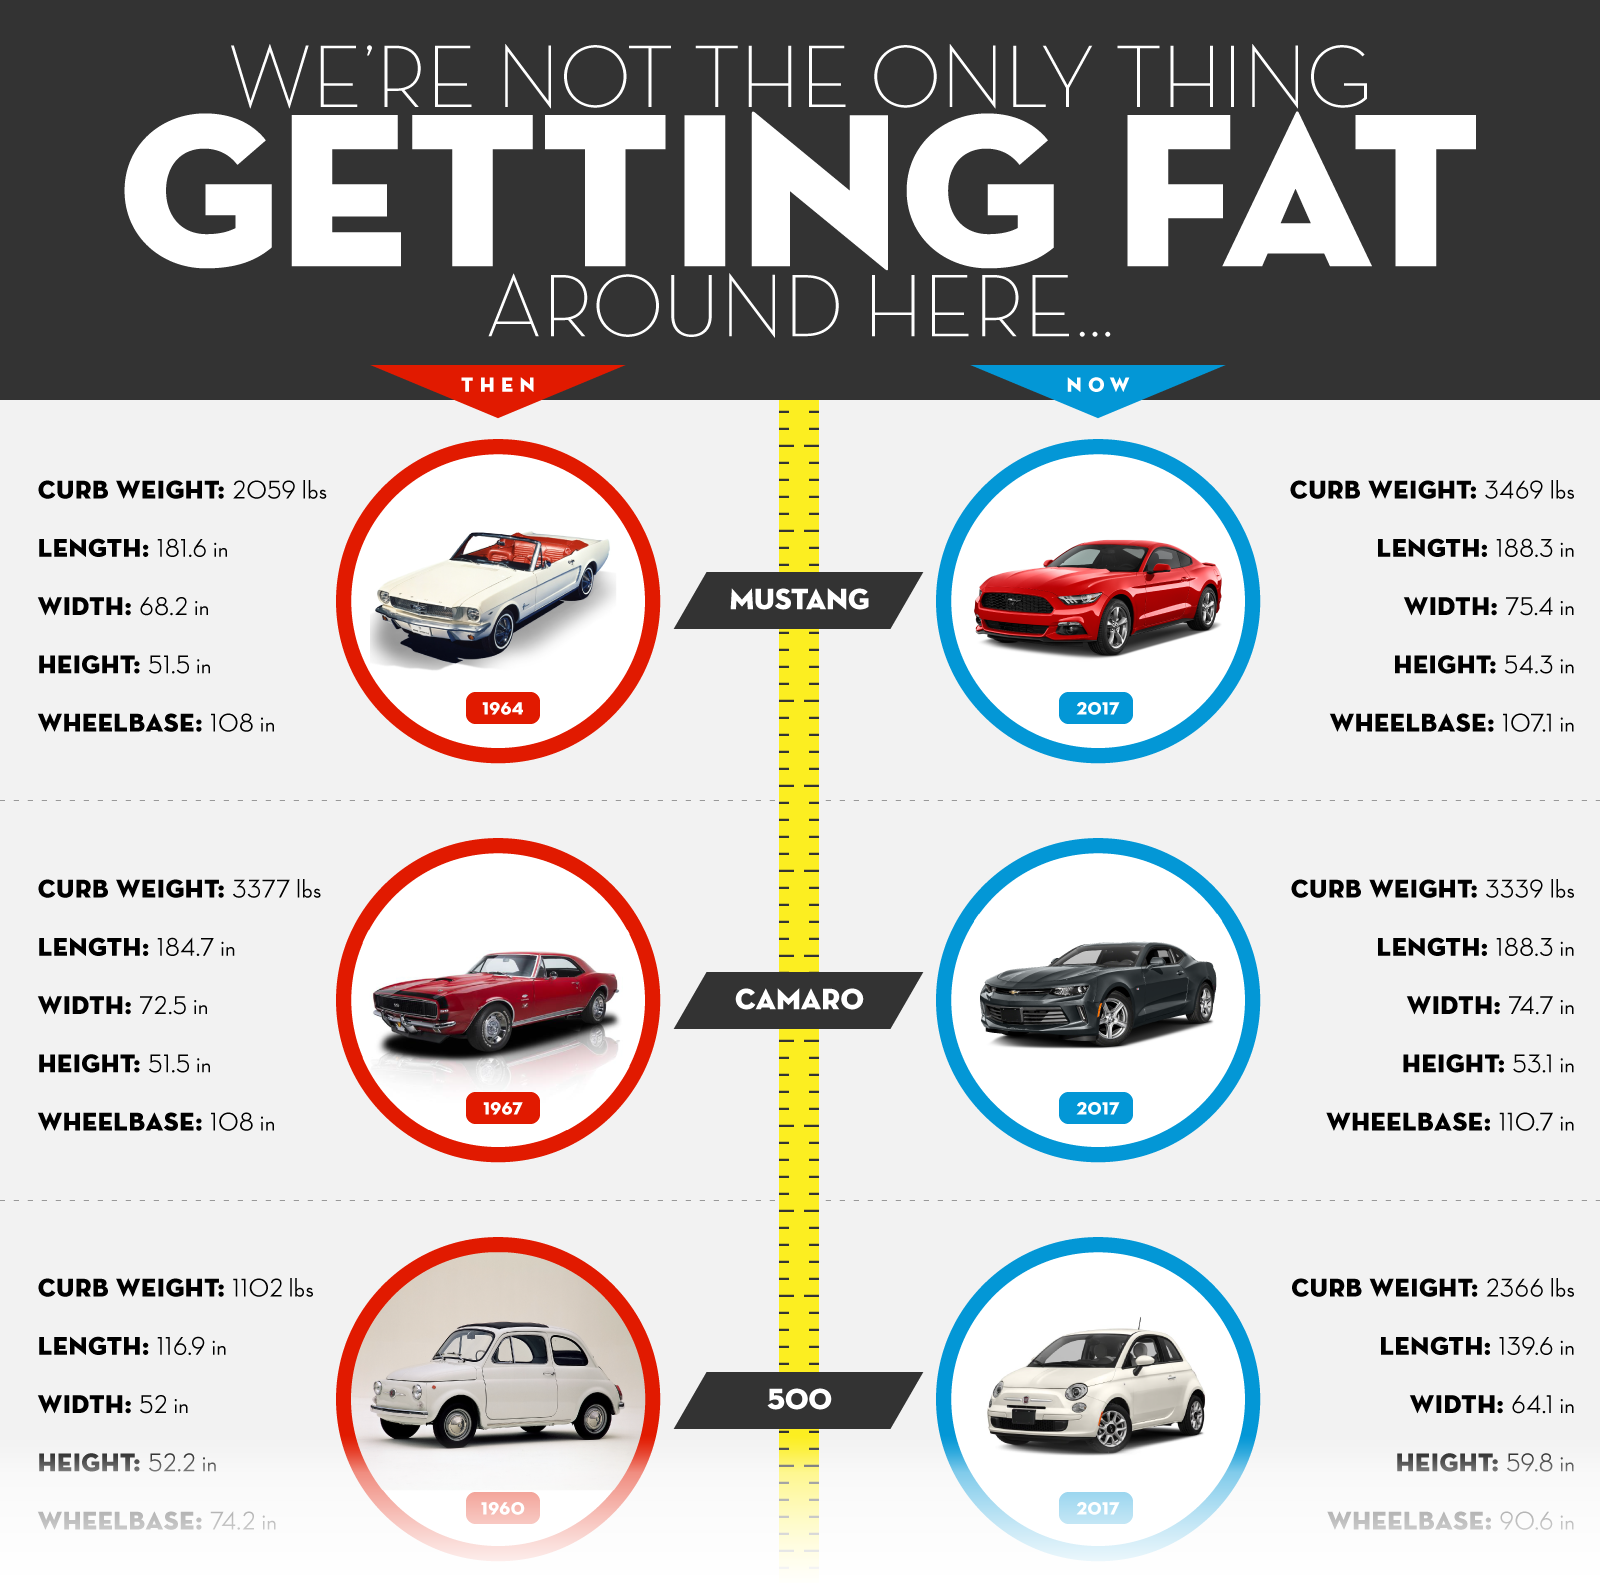 WE'RE NOT THE ONLY THING
GETTING FAT
AROUND HERE...
THEN
NOW
CURB WEIGHT: 2059 lbs
LENGTH: 181.6 in
WIDTH: 68.2 in
HEIGHT: 51.5 in
WHEELBASE: 108 in
1964
MUSTANG
2017
CURB WEIGHT: 3469 lbs
LENGTH: 188.3 in
WIDTH: 75.4 in
HEIGHT: 54.3 in
WHEELBASE: 107.1 in
CURB WEIGHT: 3377 lbs
LENGTH: 184.7 in
WIDTH: 72.5 in
HEIGHT: 51.5 in
WHEELBASE: 108 in
1967
CAMARO
2017
CURB WEIGHT: 3339 lbs
LENGTH: 188.3 in
WIDTH: 74.7 in
HEIGHT: 53.1 in
WHEELBASE: 110.7 in
CURB WEIGHT: 1102 lbs
LENGTH: 116.9 in
WIDTH: 52 in
HEIGHT: 52.2 in
WHEELBASE: 74.2 in
1960
500
2017
CURB WEIGHT: 2366 lbs
LENGTH: 139.6 in
WIDTH: 64.1 in
HEIGHT: 59.8 in
WHEELBASE: 90.6 in